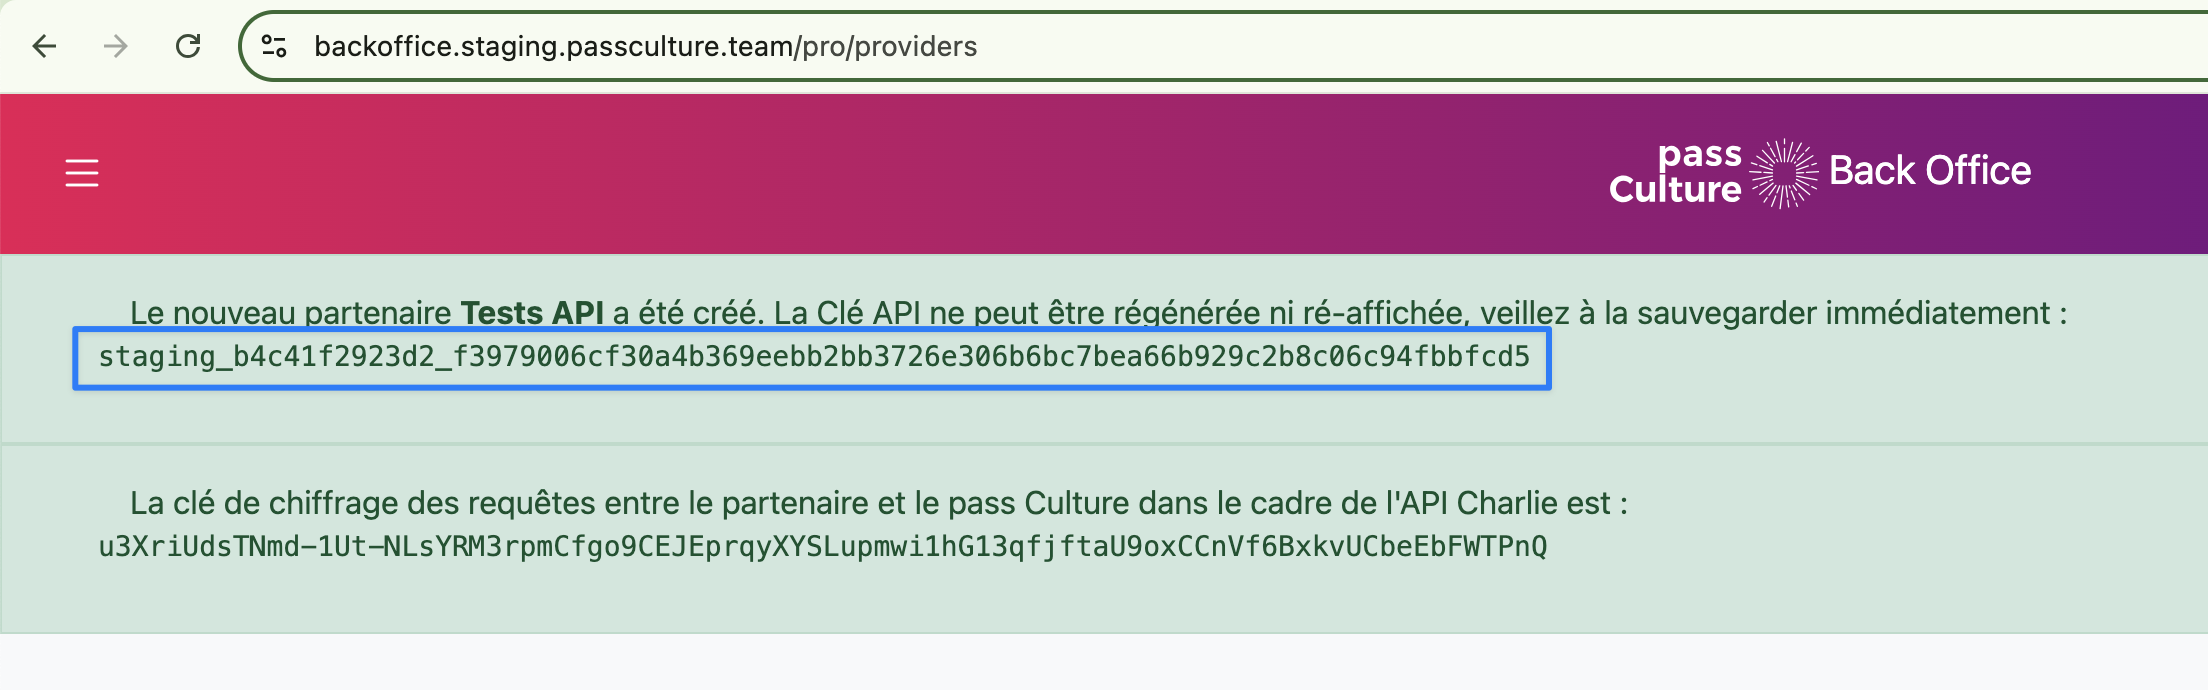 backoffice.staging.passculture.team/pro/providers
pass
Culture
Back Office
Le nouveau partenaire Tests API a été créé. La Clé API ne peut être régénérée ni ré-affichée, veillez à la sauvegarder immédiatement :
staging_b4c41f2923d2_f3979006cf30a4b369eebb2bb3726e306b6bc7bea66b929c2b8c06c94fbbfcd5
La clé de chiffrage des requêtes entre le partenaire et le pass Culture dans le cadre de l'API Charlie est :
u3XriUdsTNmd-1Ut-NLsYRM3rpmCfgo9CEJEprqyXYSLupmwi1hG13qfjftaU9oxCCnVf6BxkvUCbeEbFWTPnQ